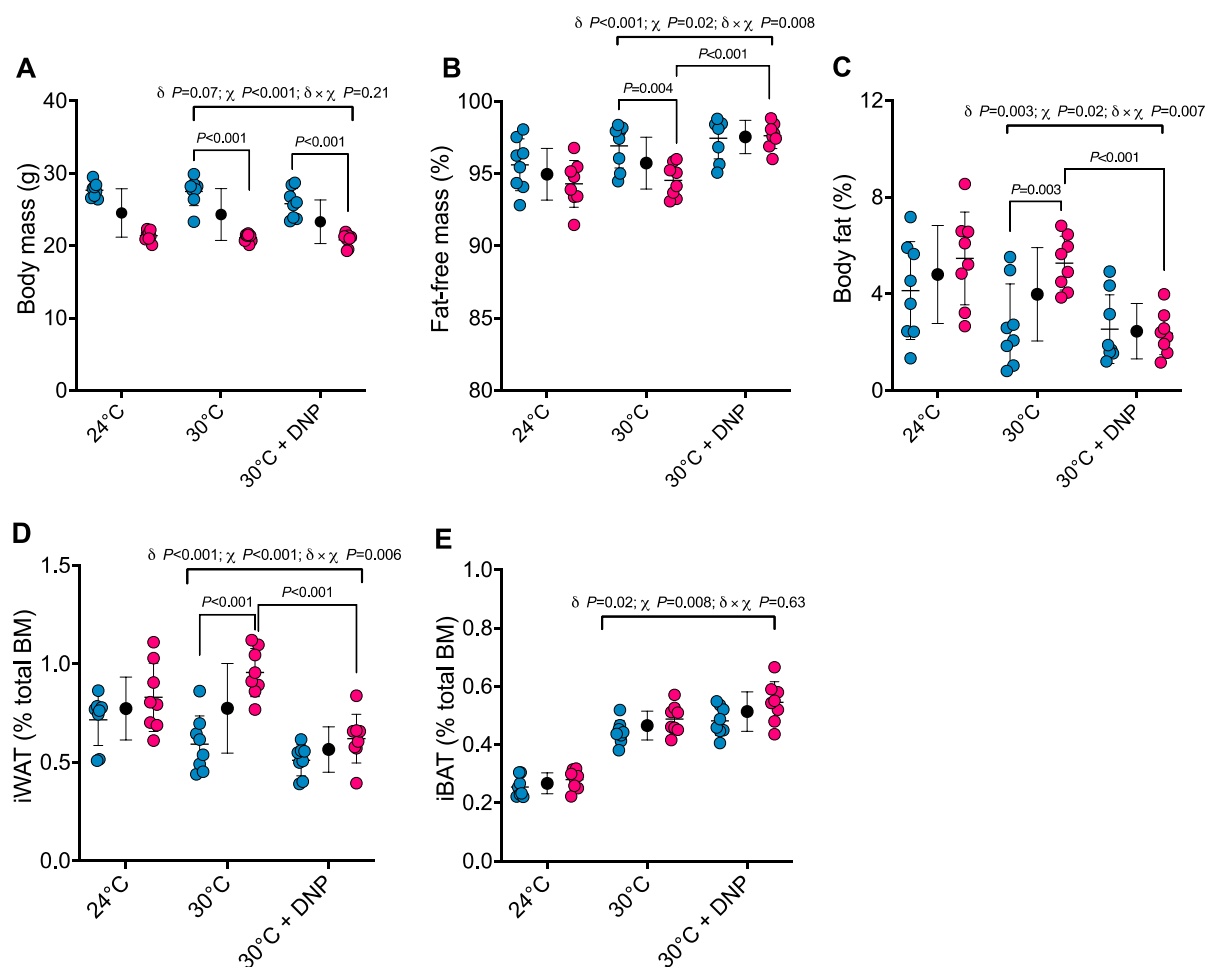 A
δ P=0.07; χ P<0.001; δ × χ P=0.21
P<0.001
P<0.001
Body mass (g)
40
30
20
10
0
24°C
30°C
30°C + DNP
B
δ P<0.001; χ P=0.02; δ × χ P=0.008
P<0.001
P=0.004
Fat-free mass (%)
100
95
90
85
80
24°C
30°C
30°C + DNP
C
δ P=0.003; χ P=0.02; δ × χ P=0.007
P<0.001
P=0.003
Body fat (%)
12
8
4
0
24°C
30°C
30°C + DNP
D
δ P<0.001; χ P<0.001; δ × χ P=0.006
P<0.001
P<0.001
iWAT (% total BM)
1.5
1.0
0.5
0.0
24°C
30°C
30°C + DNP
E
δ P=0.02; χ P=0.008; δ × χ P=0.63
iBAT (% total BM)
1.0
0.8
0.6
0.4
0.2
0.0
24°C
30°C
30°C + DNP